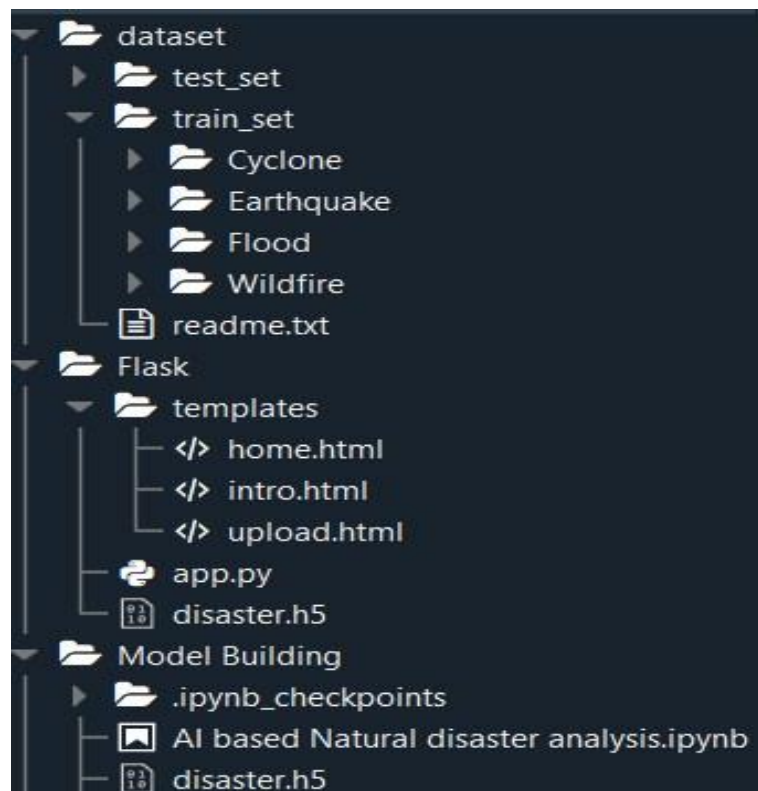 dataset
test_set
train_set
Cyclone
Earthquake
Flood
Wildfire
readme.txt
Flask
templates
</> home.html
</> intro.html
</> upload.html
app.py
disaster.h5
Model Building
.ipynb_checkpoints
AI based Natural disaster analysis.ipynb
disaster.h5